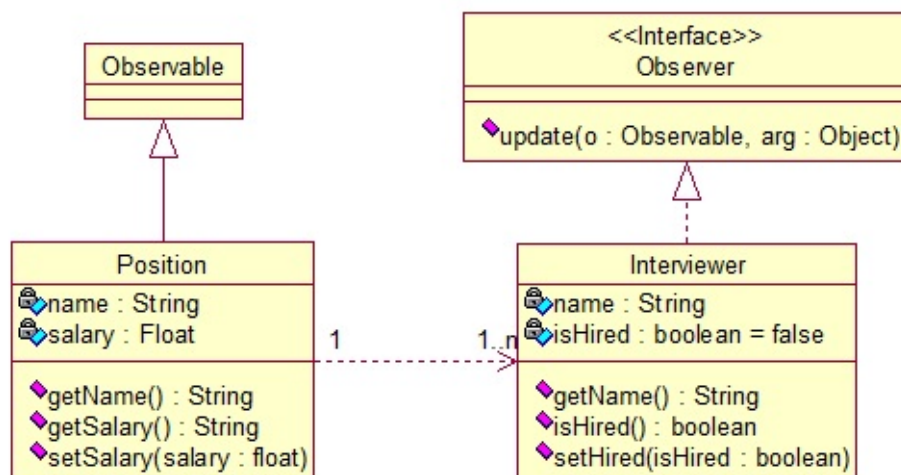 Observable
<<Interface>>
Observer
update(o : Observable, arg : Object)
Position
name : String
salary : Float
getName() : String
getSalary() : String
setSalary(salary : float)
1
1..n
Interviewer
name : String
isHired : boolean = false
getName() : String
isHired() : boolean
setHired(isHired : boolean)